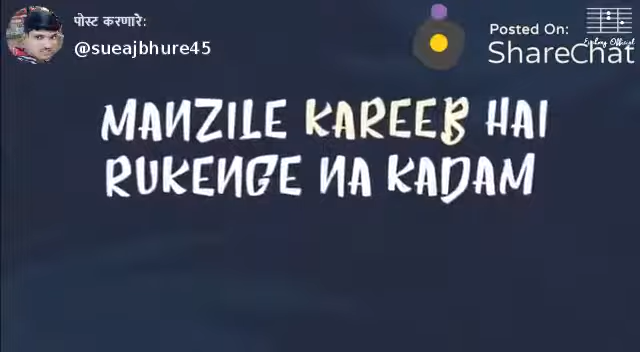 पोस्ट करणारे:
@sueajbhure45
Posted On:
ShareChat
MANZILE KAREEB HAI
RUKENGE NA KADAM